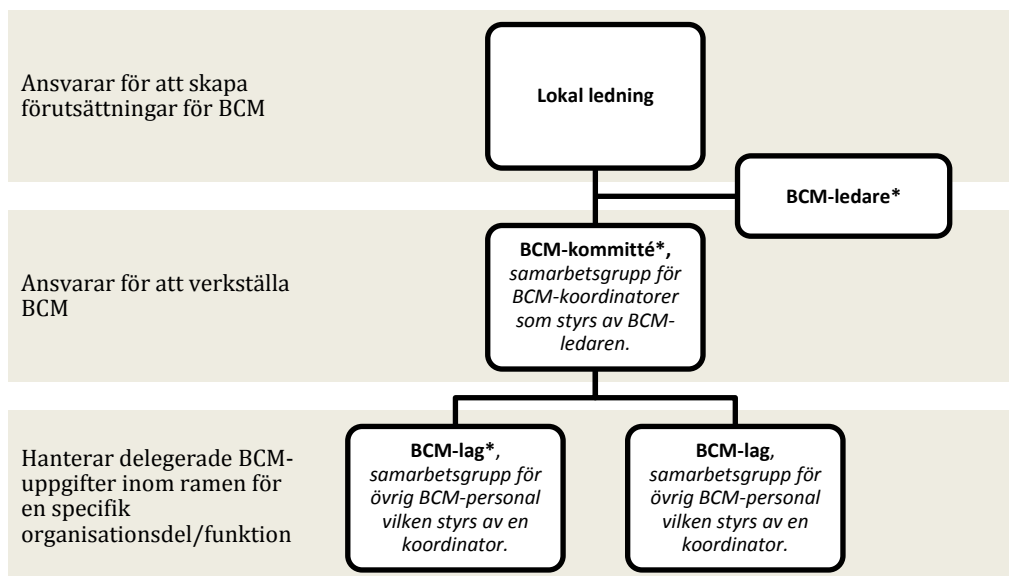 Ansvarar för att skapa
förutsättningar för BCM
Lokal ledning
BCM-ledare*
Ansvarar för att verkställa
BCM
BCM-kommitté*,
samarbetsgrupp för
BCM-koordinatorer
som styrs av BCM-
ledaren.
Hanterar delegerade BCM-
uppgifter inom ramen för
en specifik
organisationsdel/funktion
BCM-lag*,
samarbetsgrupp för
övrig BCM-personal
vilken styrs av en
koordinator.
BCM-lag,
samarbetsgrupp för
övrig BCM-personal
vilken styrs av en
koordinator.